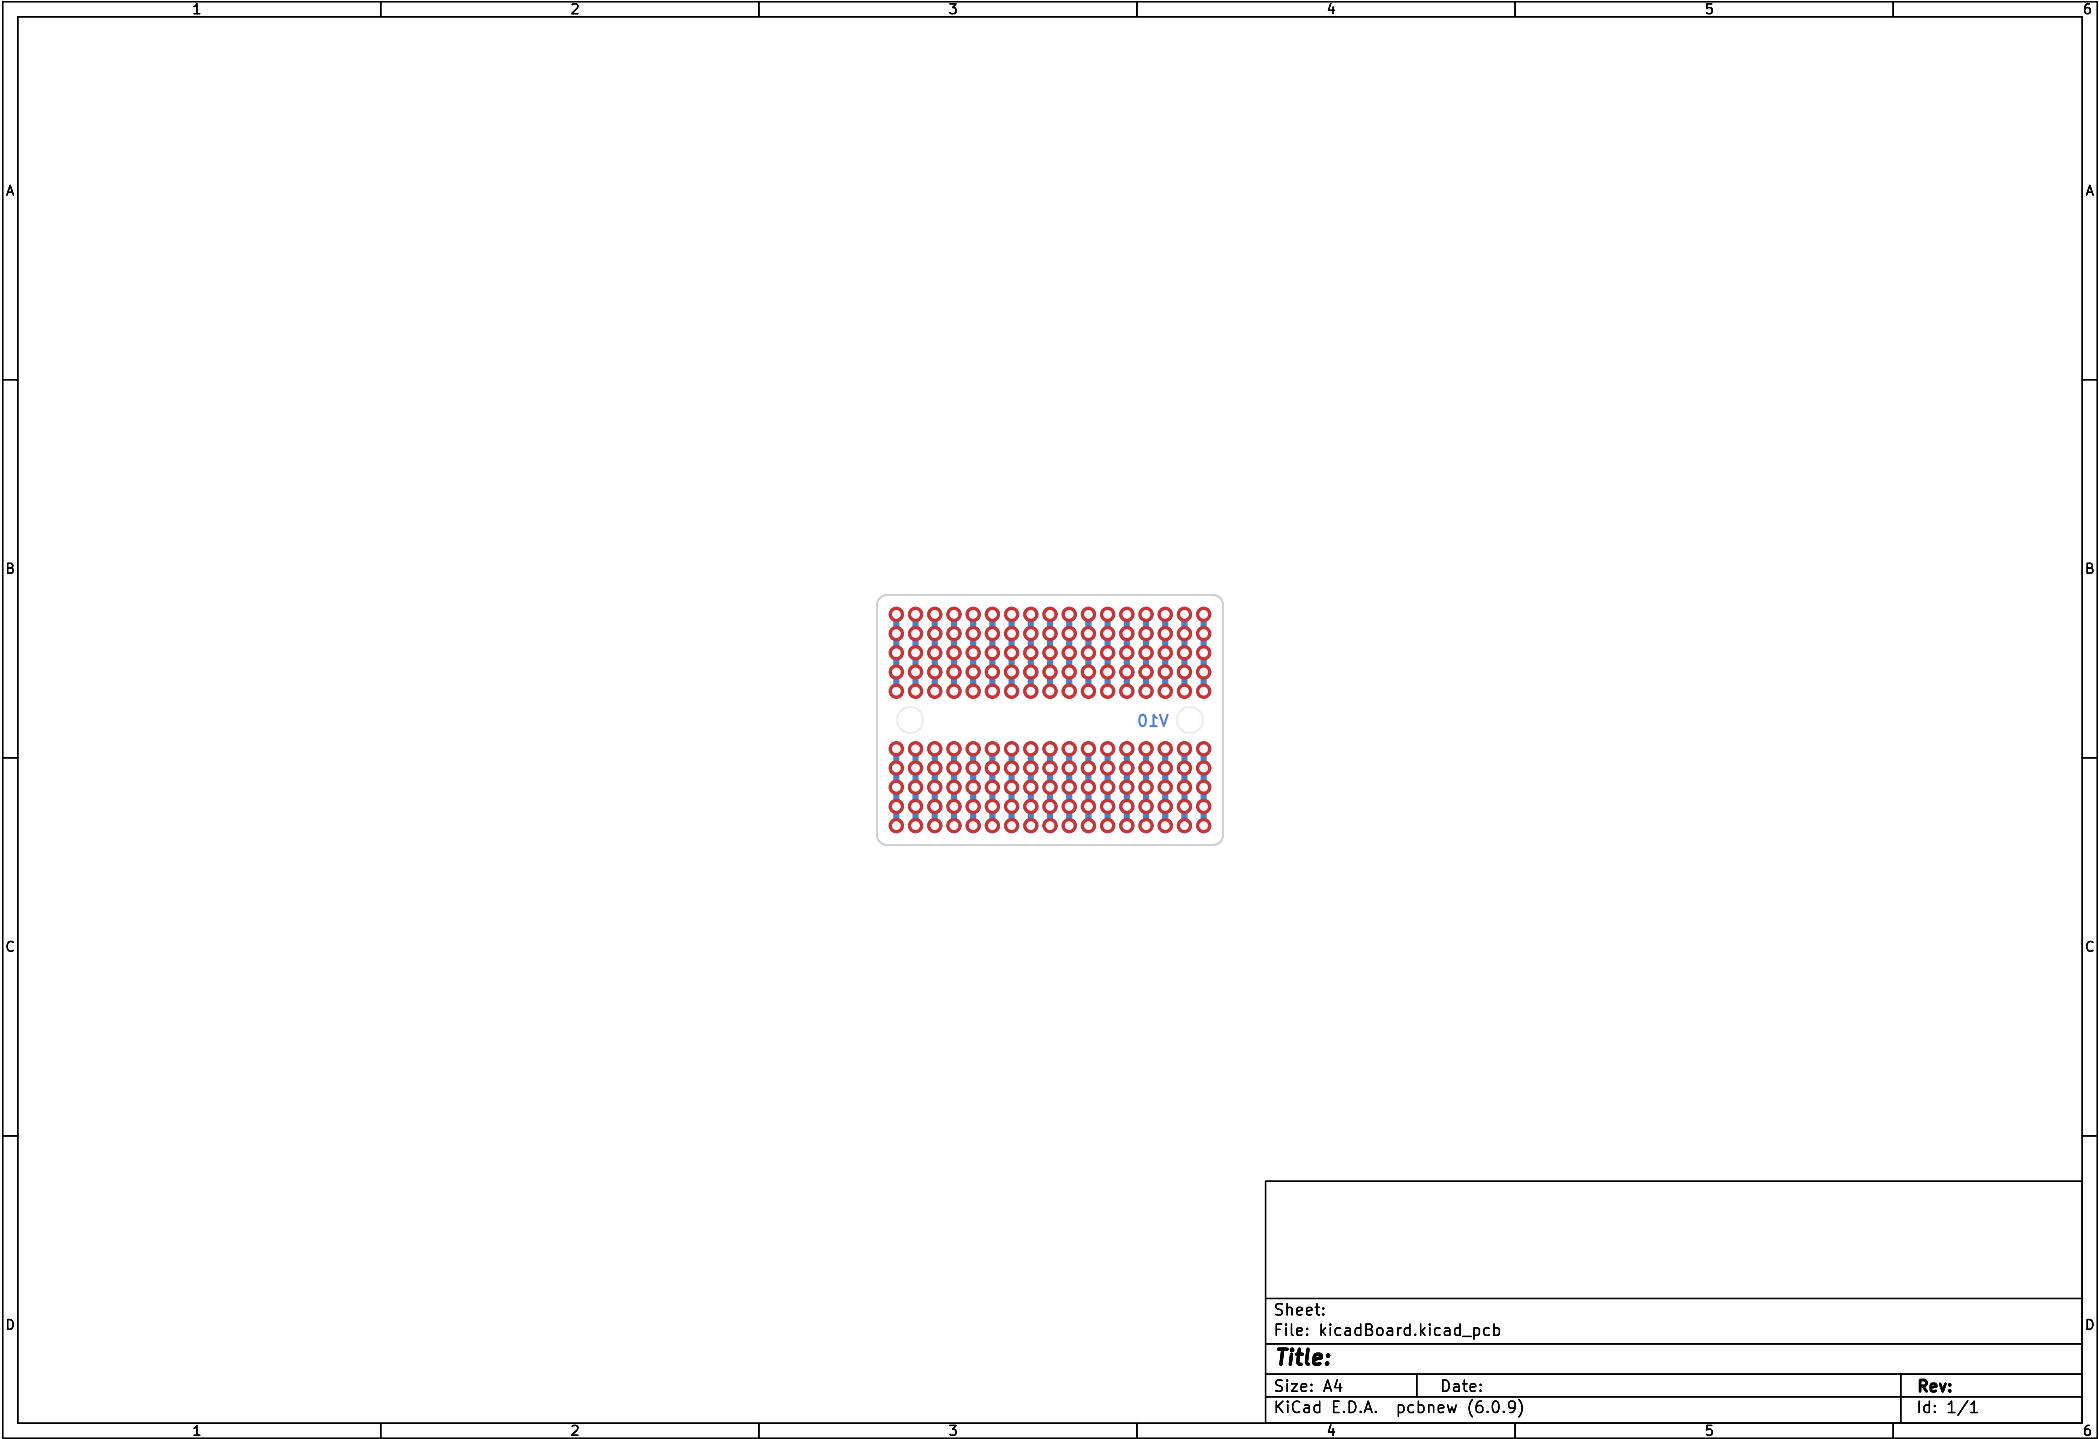 1 2 3 4 5 6
A A
B B
V10
C C
Sheet:
File: kicadBoard.kicad_pcb
D D
Title:
Size: A4 Date: Rev:
KiCad E.D.A. pcbnew (6.0.9) Id: 1/1
1 2 3 4 5 6